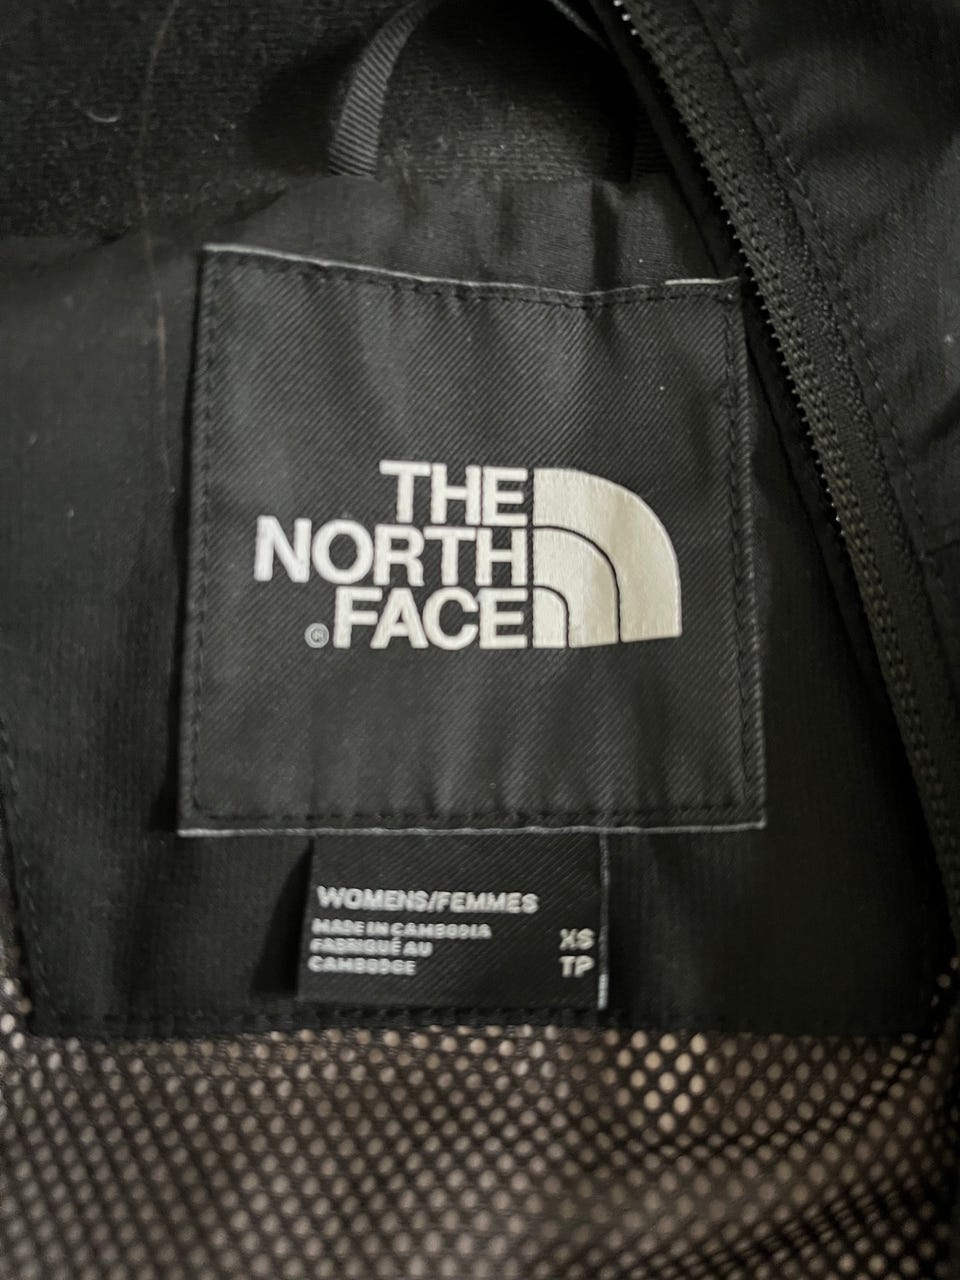 THE
NORTH
FACE
©
WOMENS/FEMMES
MADE IN CAMBODIA
FABRIQUÉ AU
CAMBODGE
XS
TP